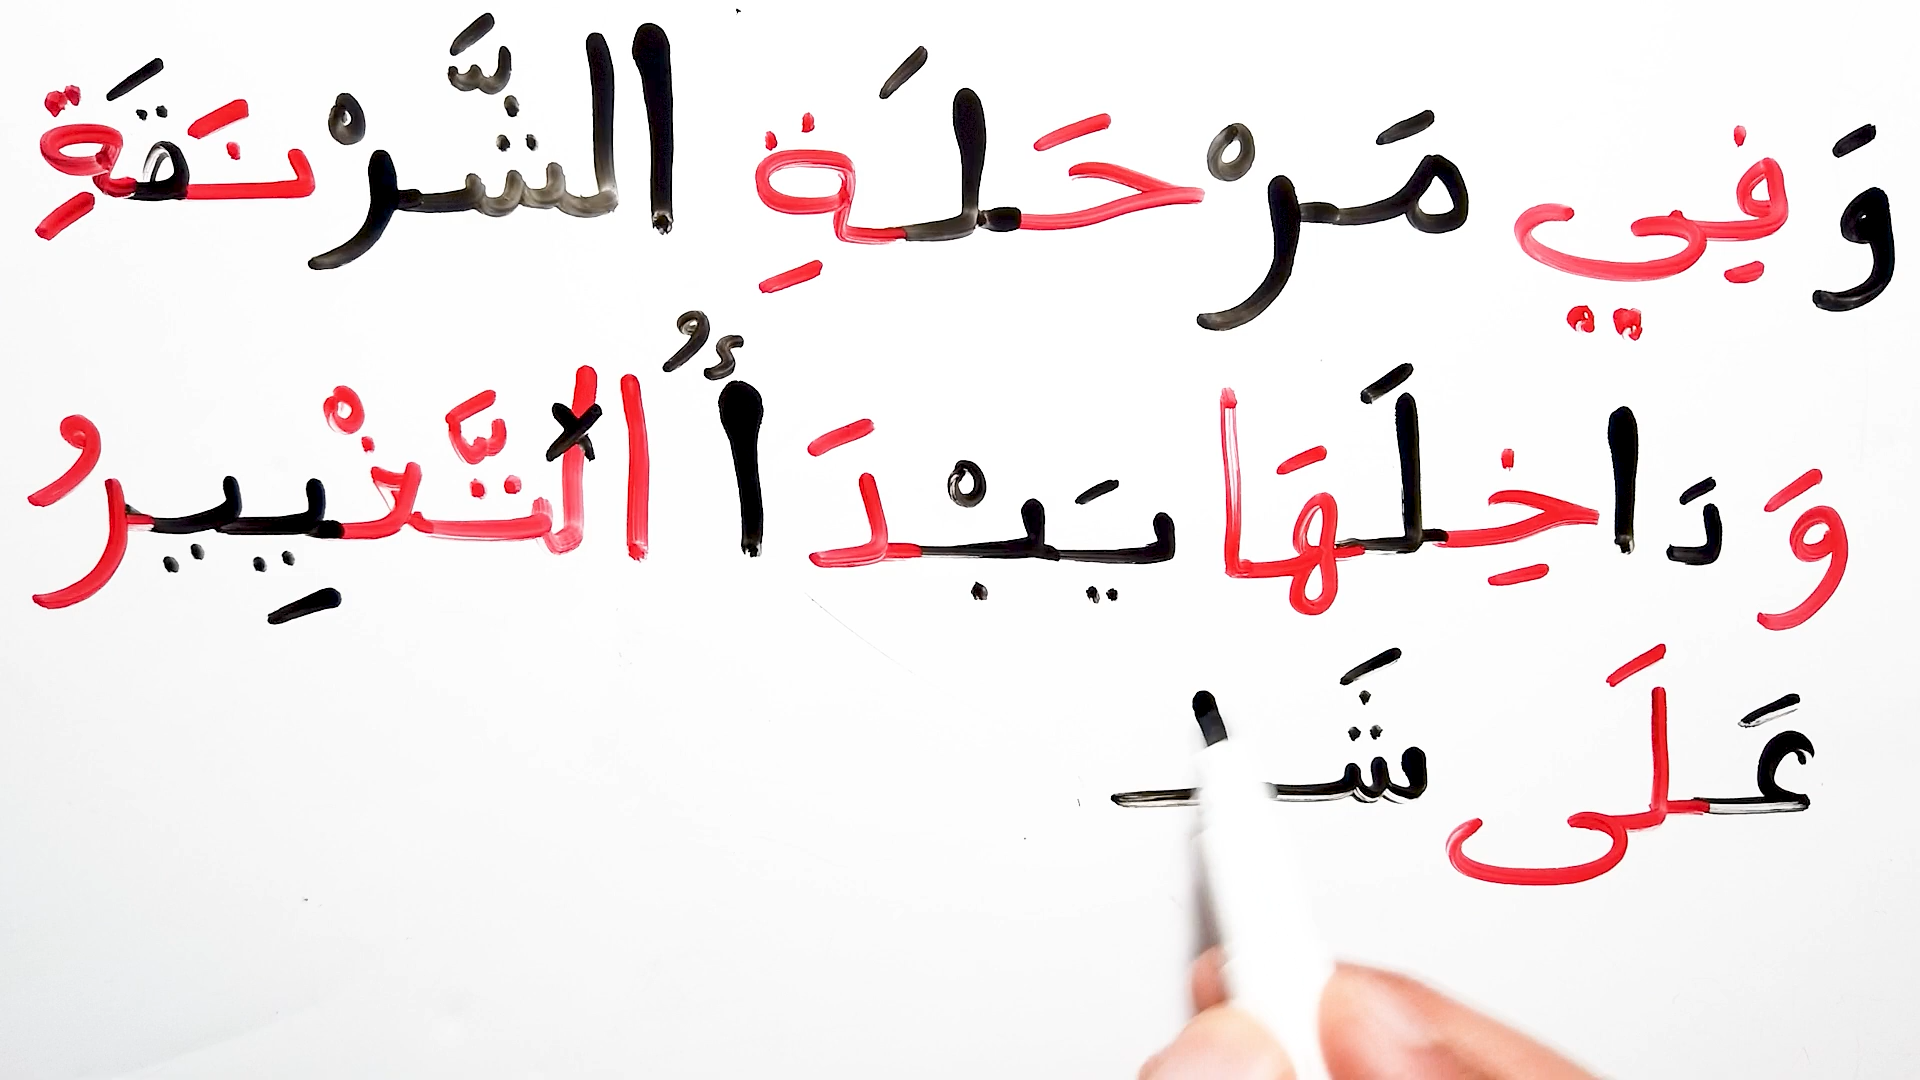 وَفِي مَرْحَلَةِ الشَّرْنَقَةِ
وَدَاخِلَهَا يَبْدَأُ التَّغْيِيرُ
عَلَى شَـ